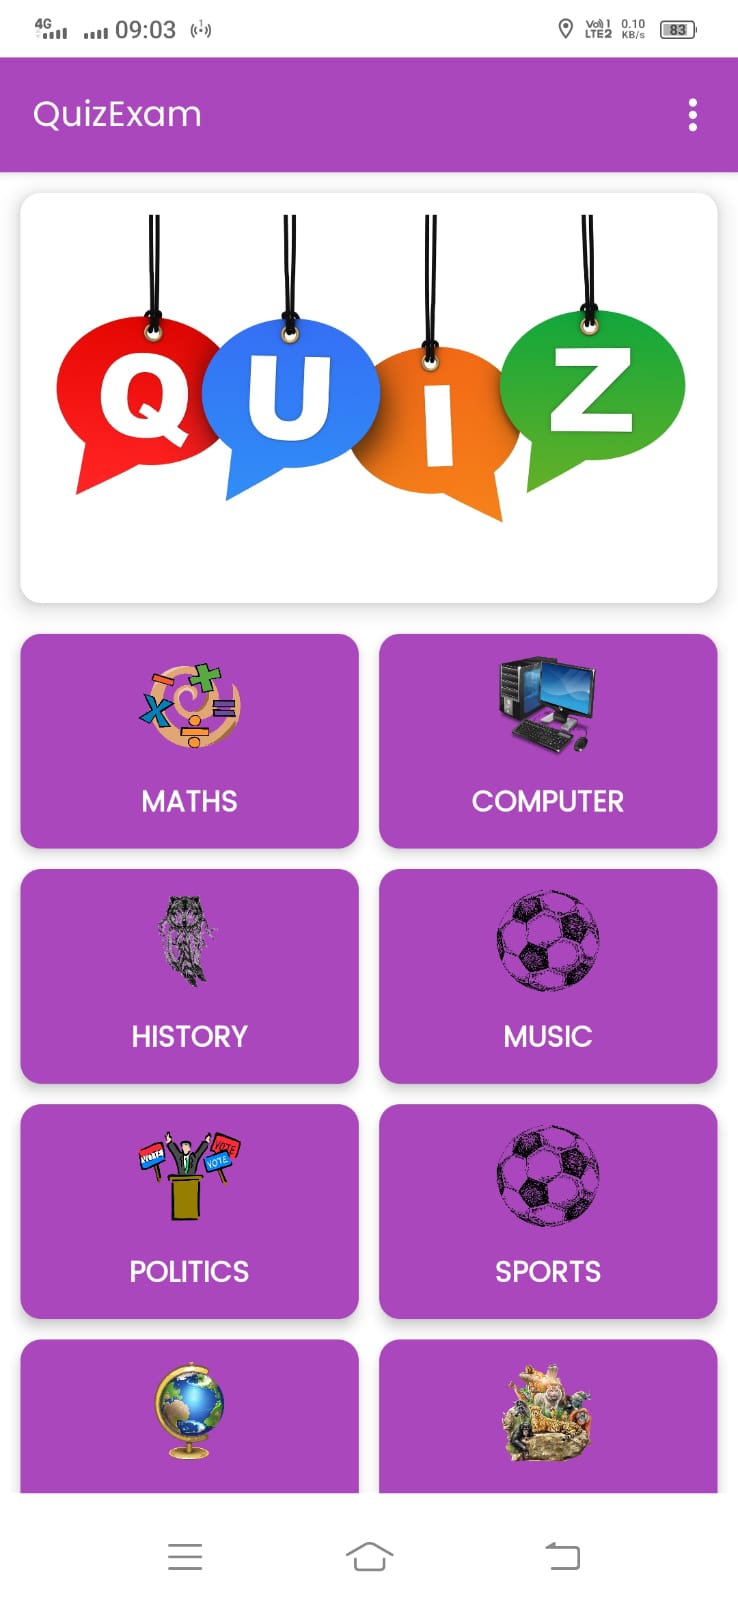 4G 09:03 Vo)) 1 LTE2 0.10 KB/s 83
QuizExam
QUIZ
MATHS
COMPUTER
HISTORY
MUSIC
VOTE
VOTE
POLITICS
SPORTS